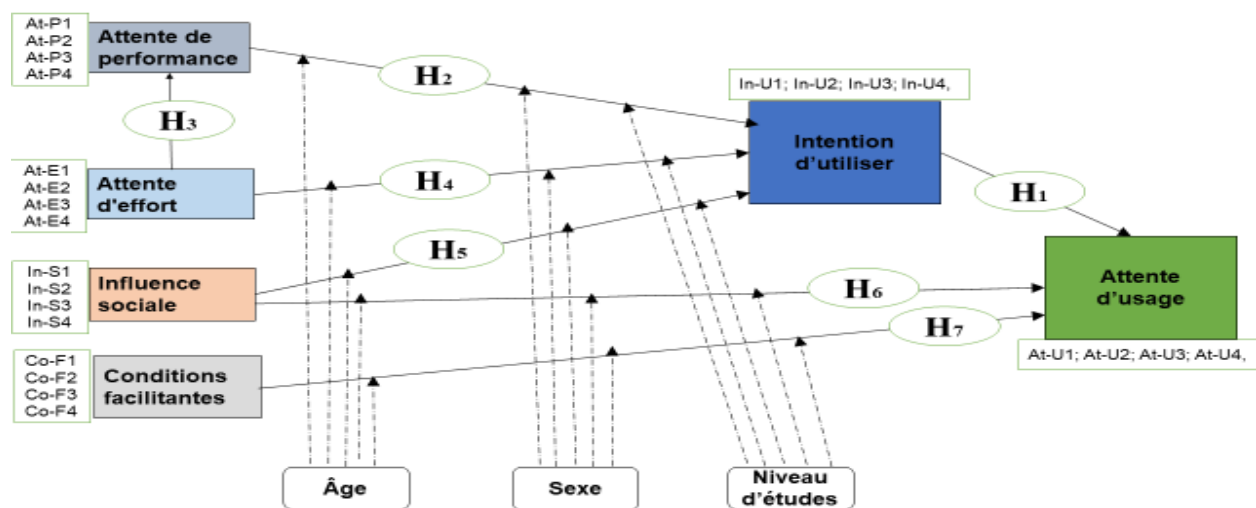 At-P1
At-P2
At-P3
At-P4
Attente de
performance
H2
H3
In-U1; In-U2; In-U3; In-U4,
Intention
d'utiliser
At-E1
At-E2
At-E3
At-E4
Attente
d'effort
H4
H1
H5
In-S1
In-S2
In-S3
In-S4
Influence
sociale
H6
Attente
d'usage
H7
At-U1; At-U2; At-U3; At-U4,
Co-F1
Co-F2
Co-F3
Co-F4
Conditions
facilitantes
Âge
Sexe
Niveau
d'études